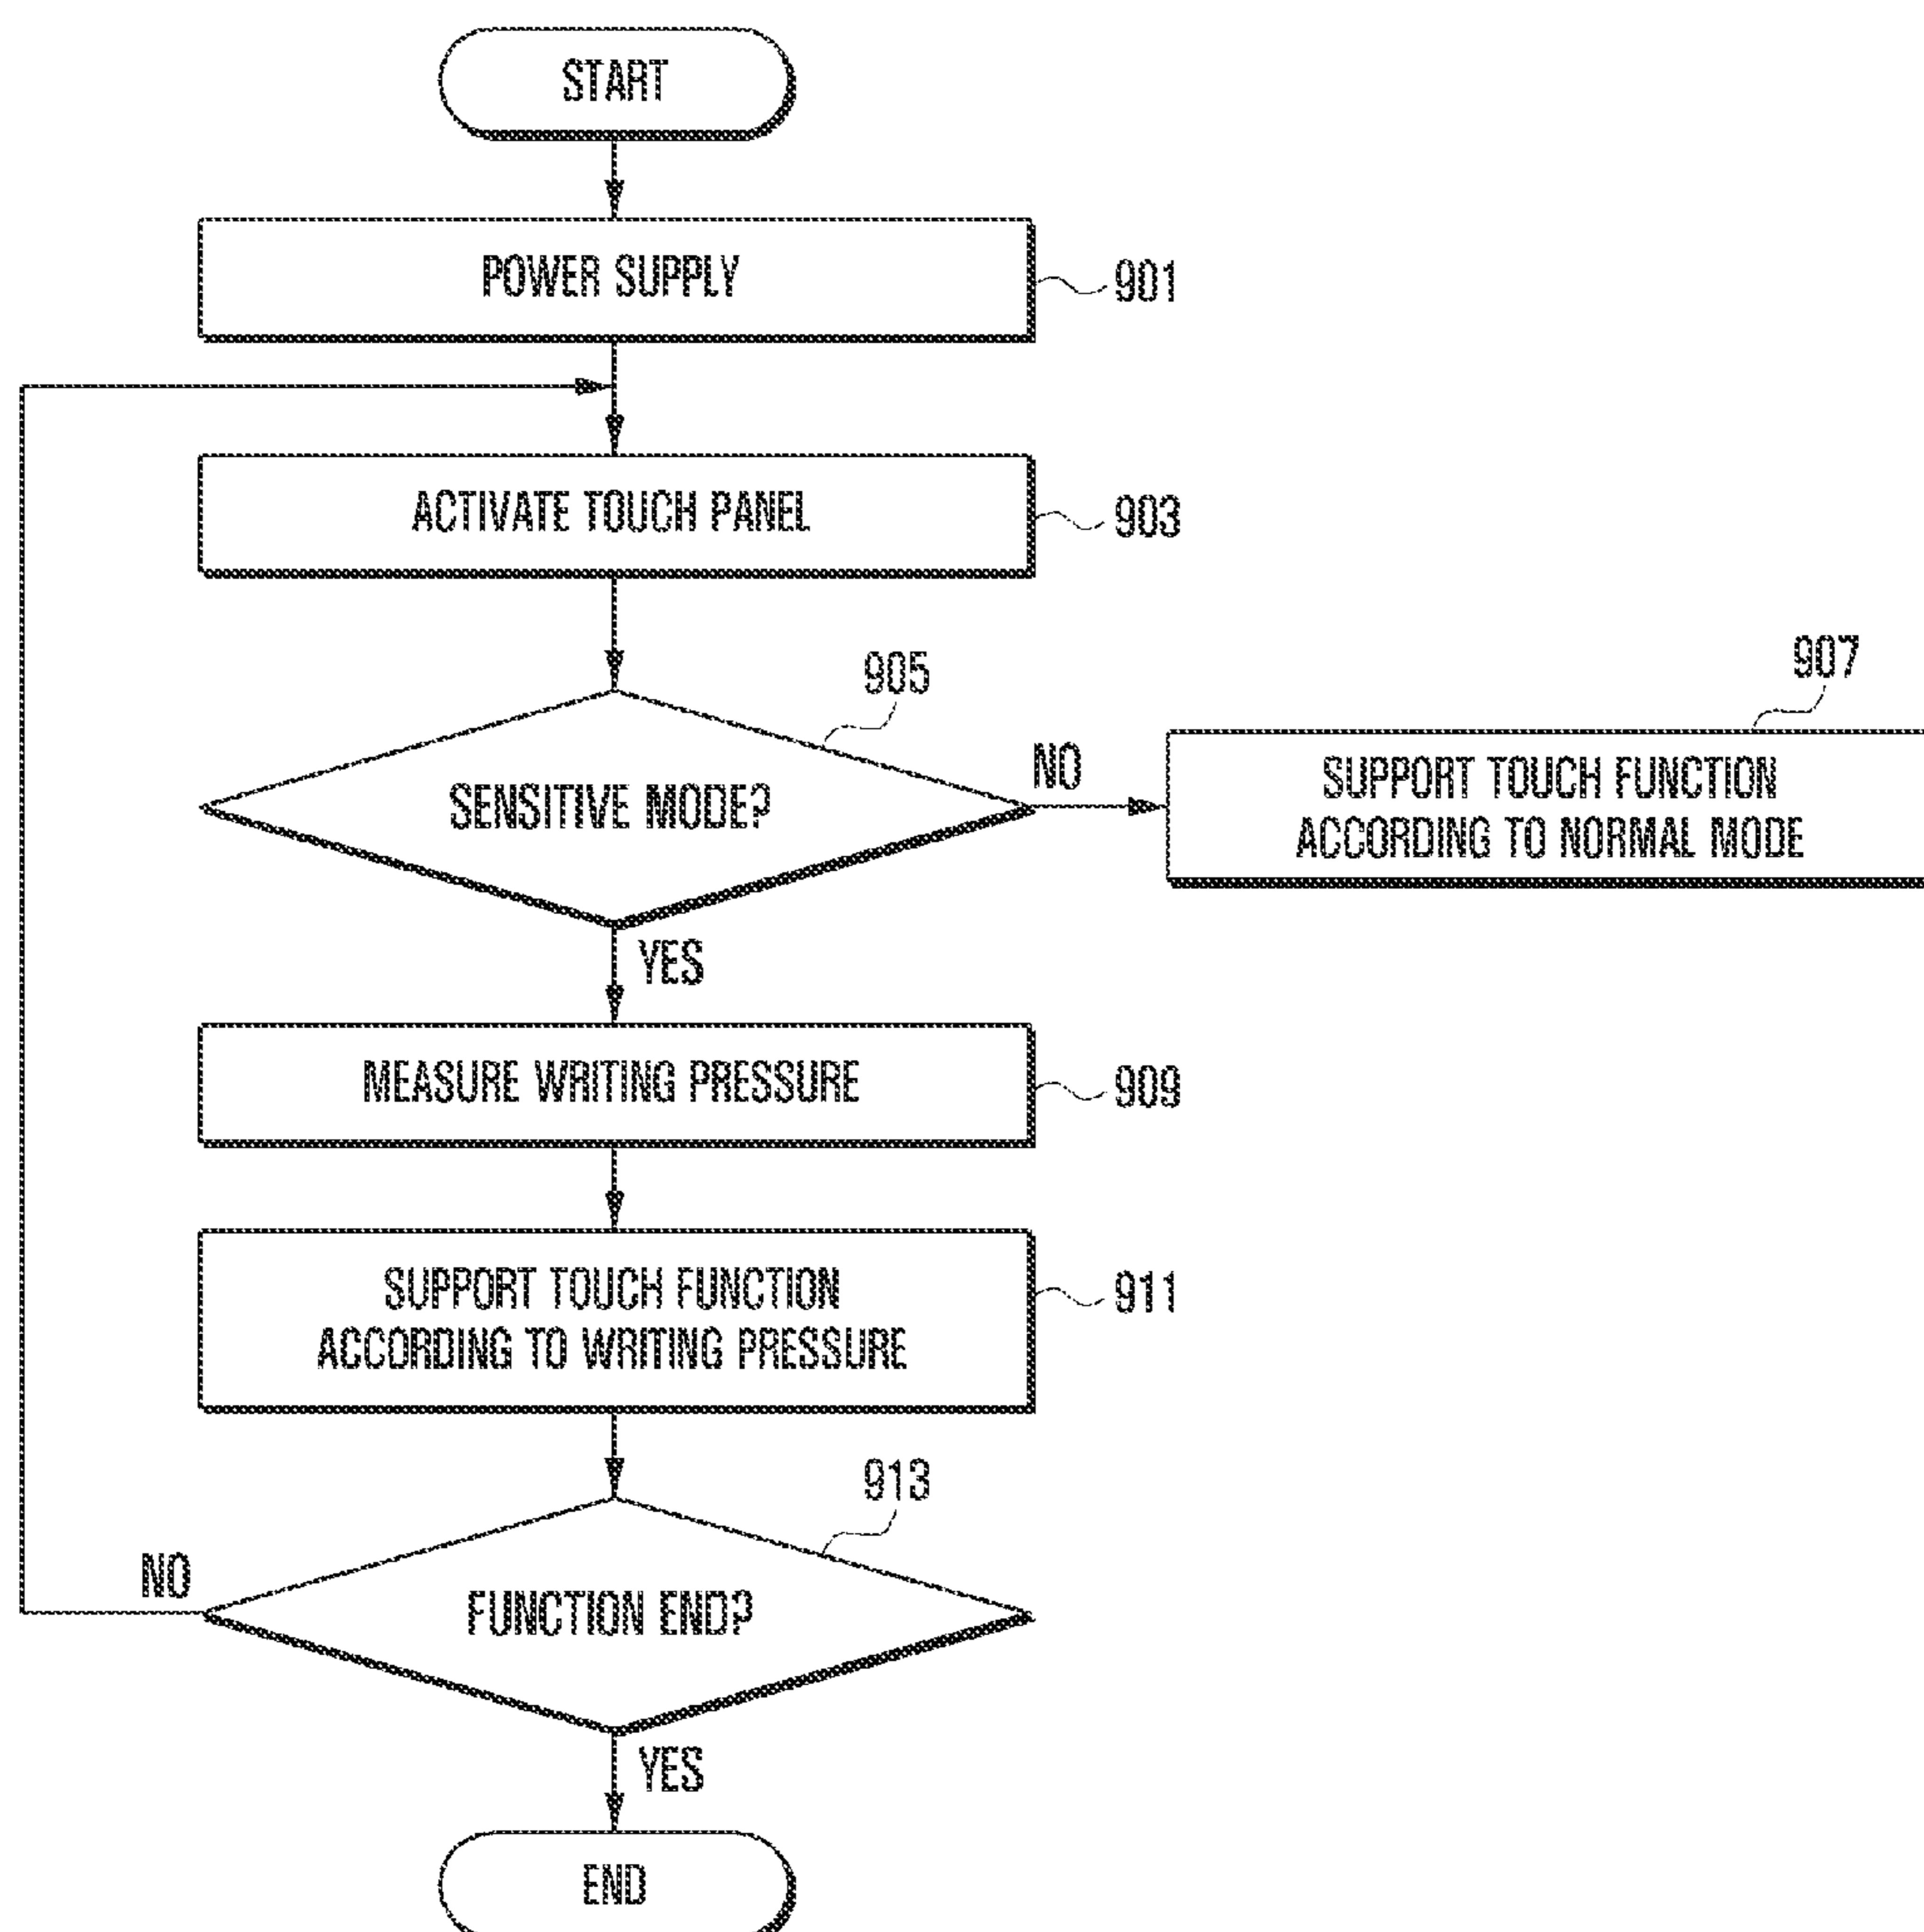 START
POWER SUPPLY
901
ACTIVATE TOUCH PANEL
903
905
SENSITIVE MODE?
NO
907
SUPPORT TOUCH FUNCTION
ACCORDING TO NORMAL MODE
YES
MEASURE WRITING PRESSURE
909
SUPPORT TOUCH FUNCTION
ACCORDING TO WRITING PRESSURE
911
913
NO
FUNCTION END?
YES
END